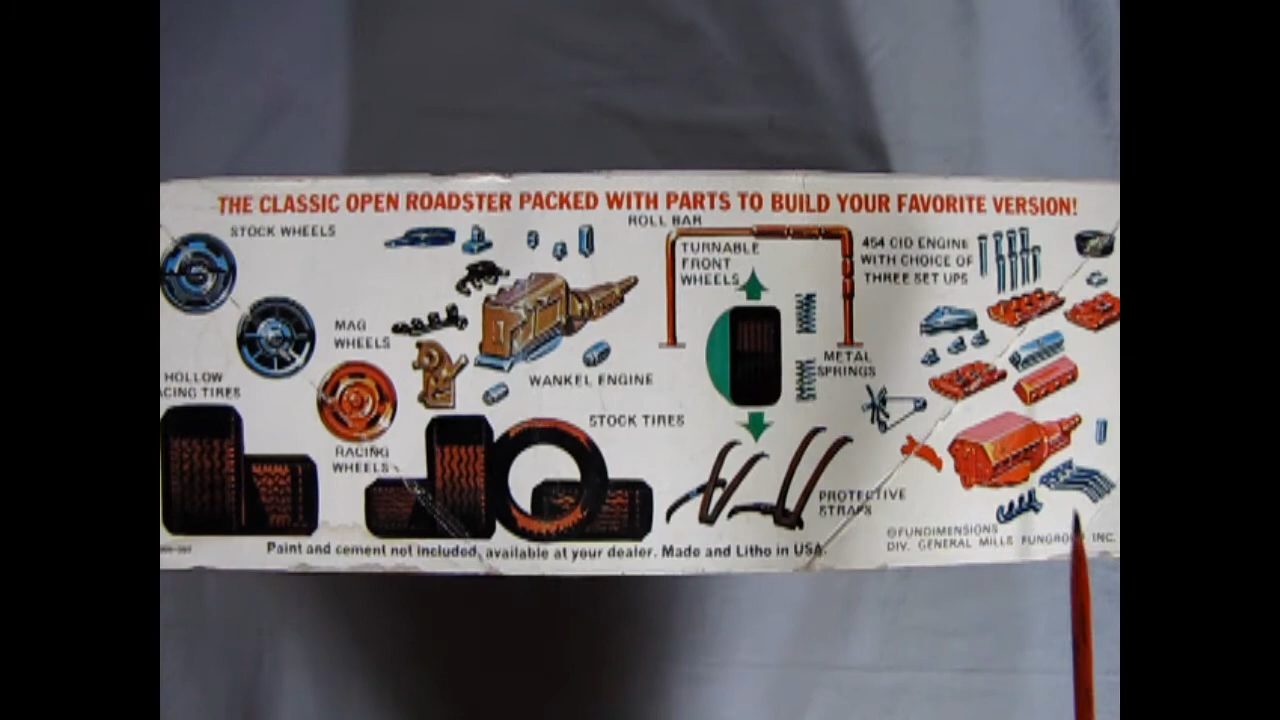 THE CLASSIC OPEN ROADSTER PACKED WITH PARTS TO BUILD YOUR FAVORITE VERSION!
STOCK WHEELS
ROLL BAR
TURNABLE
FRONT
WHEELS
454 CID ENGINE
WITH CHOICE OF
THREE SET UPS
MAG
WHEELS
HOLLOW
CING TIRES
WANKEL ENGINE
METAL
SPRINGS
STOCK TIRES
RACING
WHEELS
PROTECTIVE
STRAPS
©FUNDIMENSIONS
DIV. GENERAL MILLS FUNGROUP INC.
Paint and cement not included, available at your dealer. Made and Litho in USA.